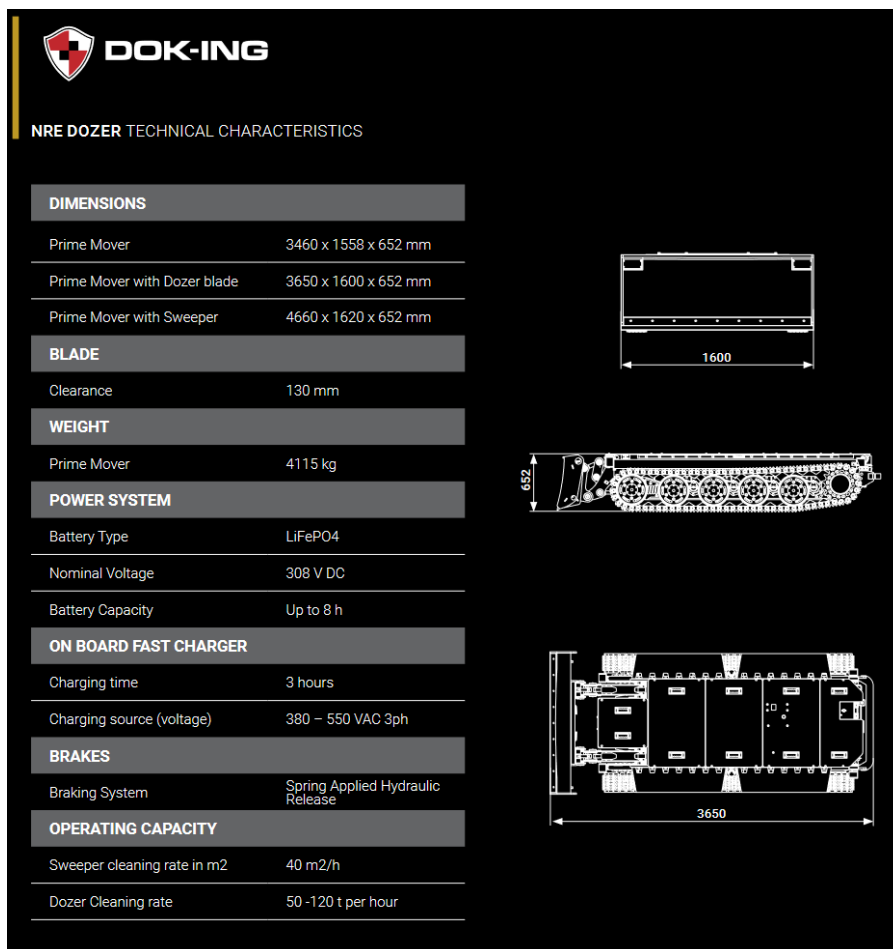 DOK-ING
NRE DOZER TECHNICAL CHARACTERISTICS
DIMENSIONS
Prime Mover 3460 x 1558 x 652 mm
Prime Mover with Dozer blade 3650 x 1600 x 652 mm
Prime Mover with Sweeper 4660 x 1620 x 652 mm
BLADE
Clearance 130 mm
WEIGHT
Prime Mover 4115 kg
POWER SYSTEM
Battery Type LiFePO4
Nominal Voltage 308 V DC
Battery Capacity Up to 8 h
ON BOARD FAST CHARGER
Charging time 3 hours
Charging source (voltage) 380 – 550 VAC 3ph
BRAKES
Braking System Spring Applied Hydraulic
Release
OPERATING CAPACITY
Sweeper cleaning rate in m2 40 m2/h
Dozer Cleaning rate 50 -120 t per hour
1600
652
3650